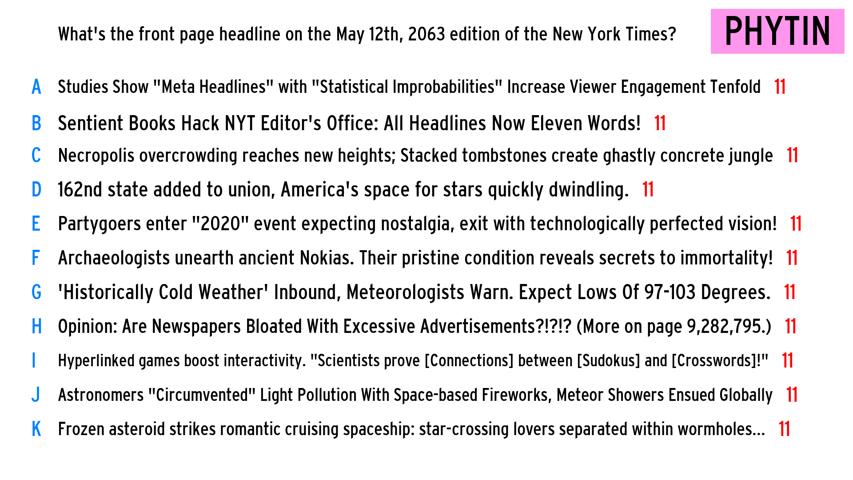 What's the front page headline on the May 12th, 2063 edition of the New York Times?
PHYTIN
A Studies Show "Meta Headlines" with "Statistical Improbabilities" Increase Viewer Engagement Tenfold 11
B Sentient Books Hack NYT Editor's Office: All Headlines Now Eleven Words! 11
C Necropolis overcrowding reaches new heights; Stacked tombstones create ghastly concrete jungle 11
D 162nd state added to union, America's space for stars quickly dwindling. 11
E Partygoers enter "2020" event expecting nostalgia, exit with technologically perfected vision! 11
F Archaeologists unearth ancient Nokias. Their pristine condition reveals secrets to immortality! 11
G 'Historically Cold Weather' Inbound, Meteorologists Warn. Expect Lows Of 97-103 Degrees. 11
H Opinion: Are Newspapers Bloated With Excessive Advertisements?!?!? (More on page 9,282,795.) 11
I Hyperlinked games boost interactivity. "Scientists prove [Connections] between [Sudokus] and [Crosswords]!" 11
J Astronomers "Circumvented" Light Pollution With Space-based Fireworks, Meteor Showers Ensued Globally 11
K Frozen asteroid strikes romantic cruising spaceship: star-crossing lovers separated within wormholes... 11